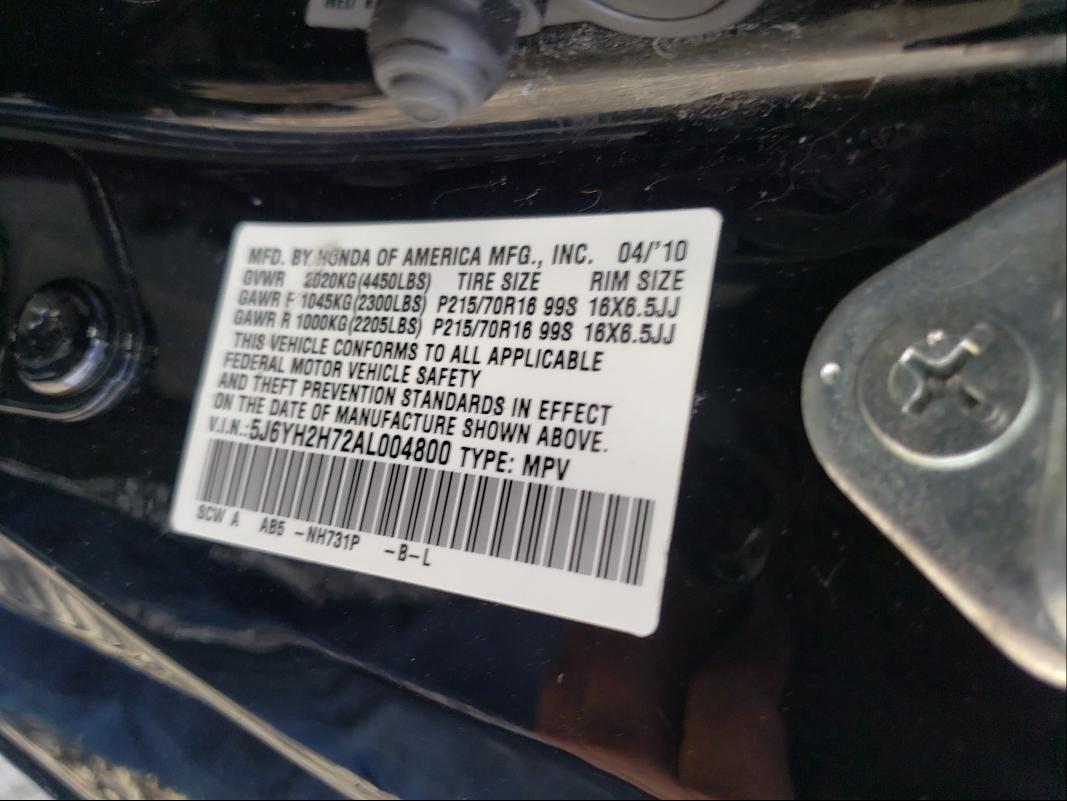 MFD. BY HONDA OF AMERICA MFG., INC. 04/'10
GVWR 2020KG(4450LBS) TIRE SIZE RIM SIZE
GAWR F 1045KG(2300LBS) P215/70R16 99S 16X6.5JJ
GAWR R 1000KG(2205LBS) P215/70R16 99S 16X6.5JJ
THIS VEHICLE CONFORMS TO ALL APPLICABLE
FEDERAL MOTOR VEHICLE SAFETY
AND THEFT PREVENTION STANDARDS IN EFFECT
ON THE DATE OF MANUFACTURE SHOWN ABOVE.
V.I.N.:5J6YH2H72AL004800 TYPE: MPV
SCW A AB5 -NH731P -B-L